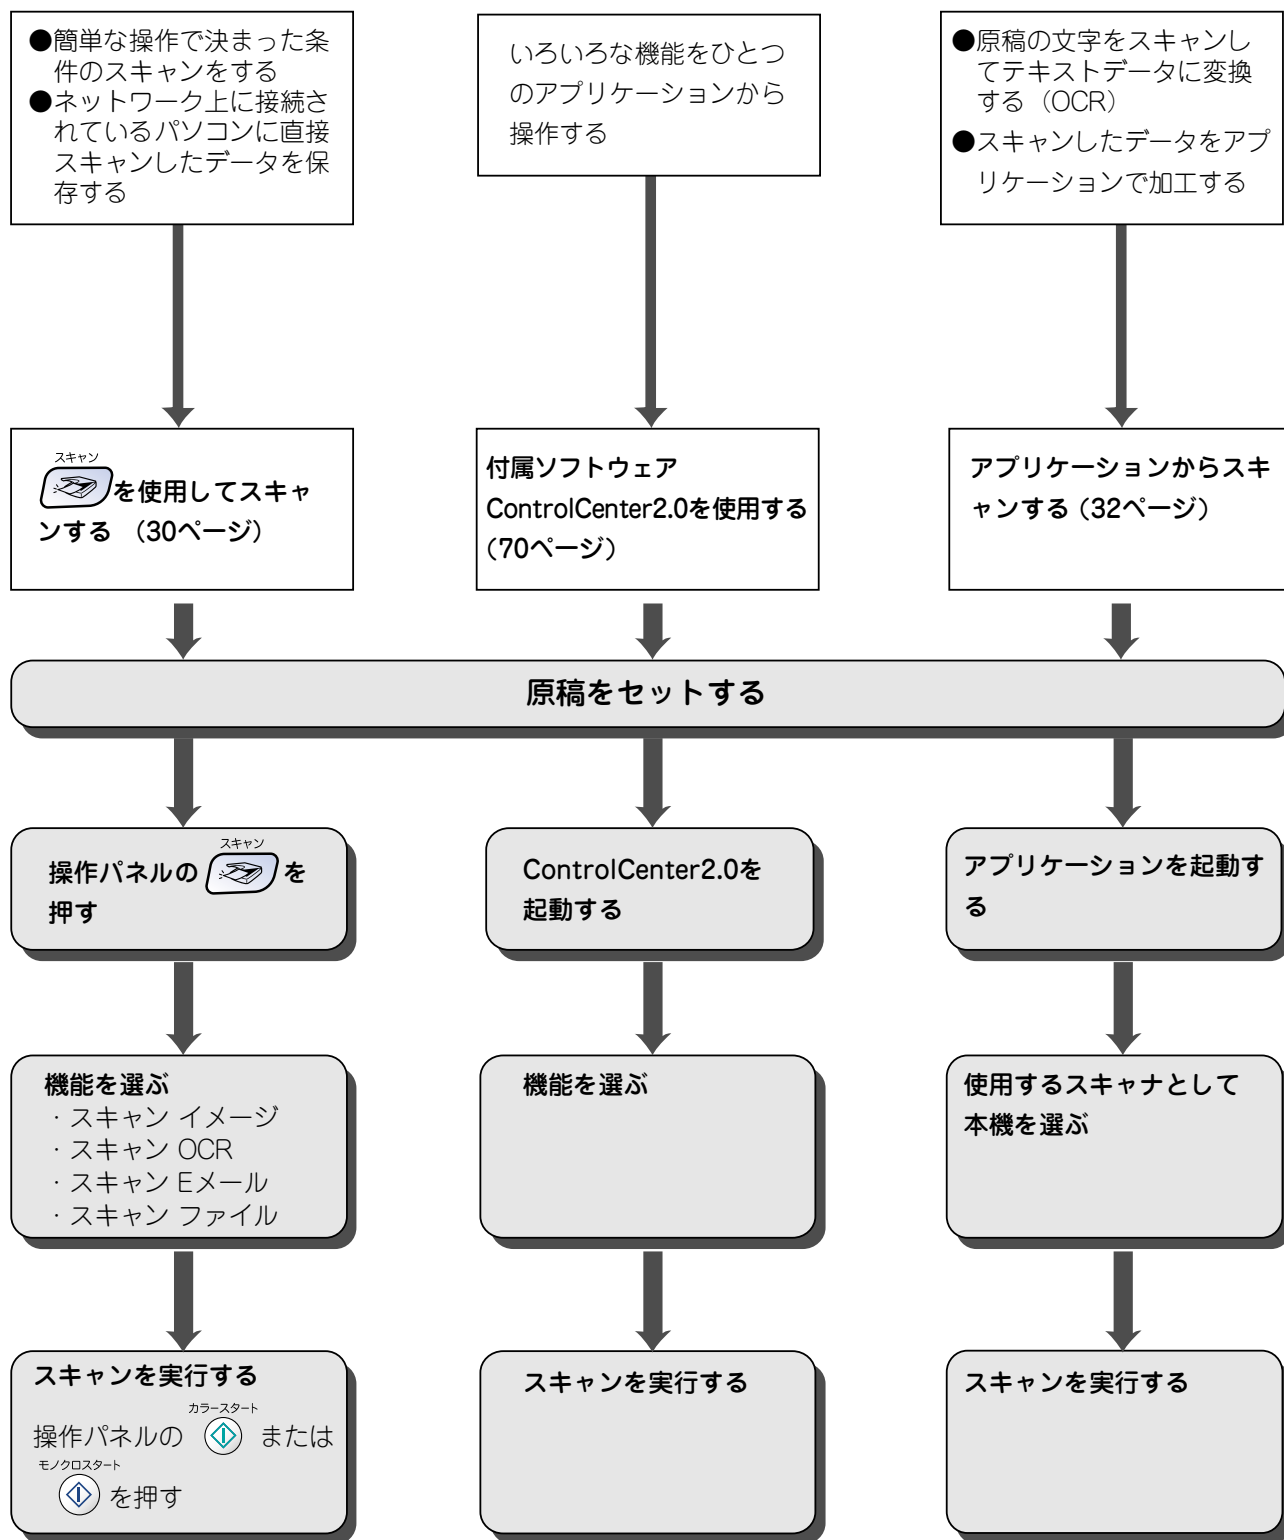 ●簡単な操作で決まった条
件のスキャンをする
●ネットワーク上に接続さ
れているパソコンに直接
スキャンしたデータを保
存する
いろいろな機能をひとつ
のアプリケーションから
操作する
●原稿の文字をスキャンし
てテキストデータに変換
する（OCR）
●スキャンしたデータをアプ
リケーションで加工する
スキャン
を使用してスキャ
ンする （30ページ）
付属ソフトウェア
ControlCenter2.0を使用する
（70ページ）
アプリケーションからスキ
ャンする（32ページ）
原稿をセットする
スキャン
操作パネルの を
押す
ControlCenter2.0を
起動する
アプリケーションを起動す
る
機能を選ぶ
・スキャン イメージ
・スキャン OCR
・スキャン Eメール
・スキャン ファイル
機能を選ぶ
使用するスキャナとして
本機を選ぶ
スキャンを実行する
カラースタート
操作パネルの または
モノクロスタート
を押す
スキャンを実行する
スキャンを実行する